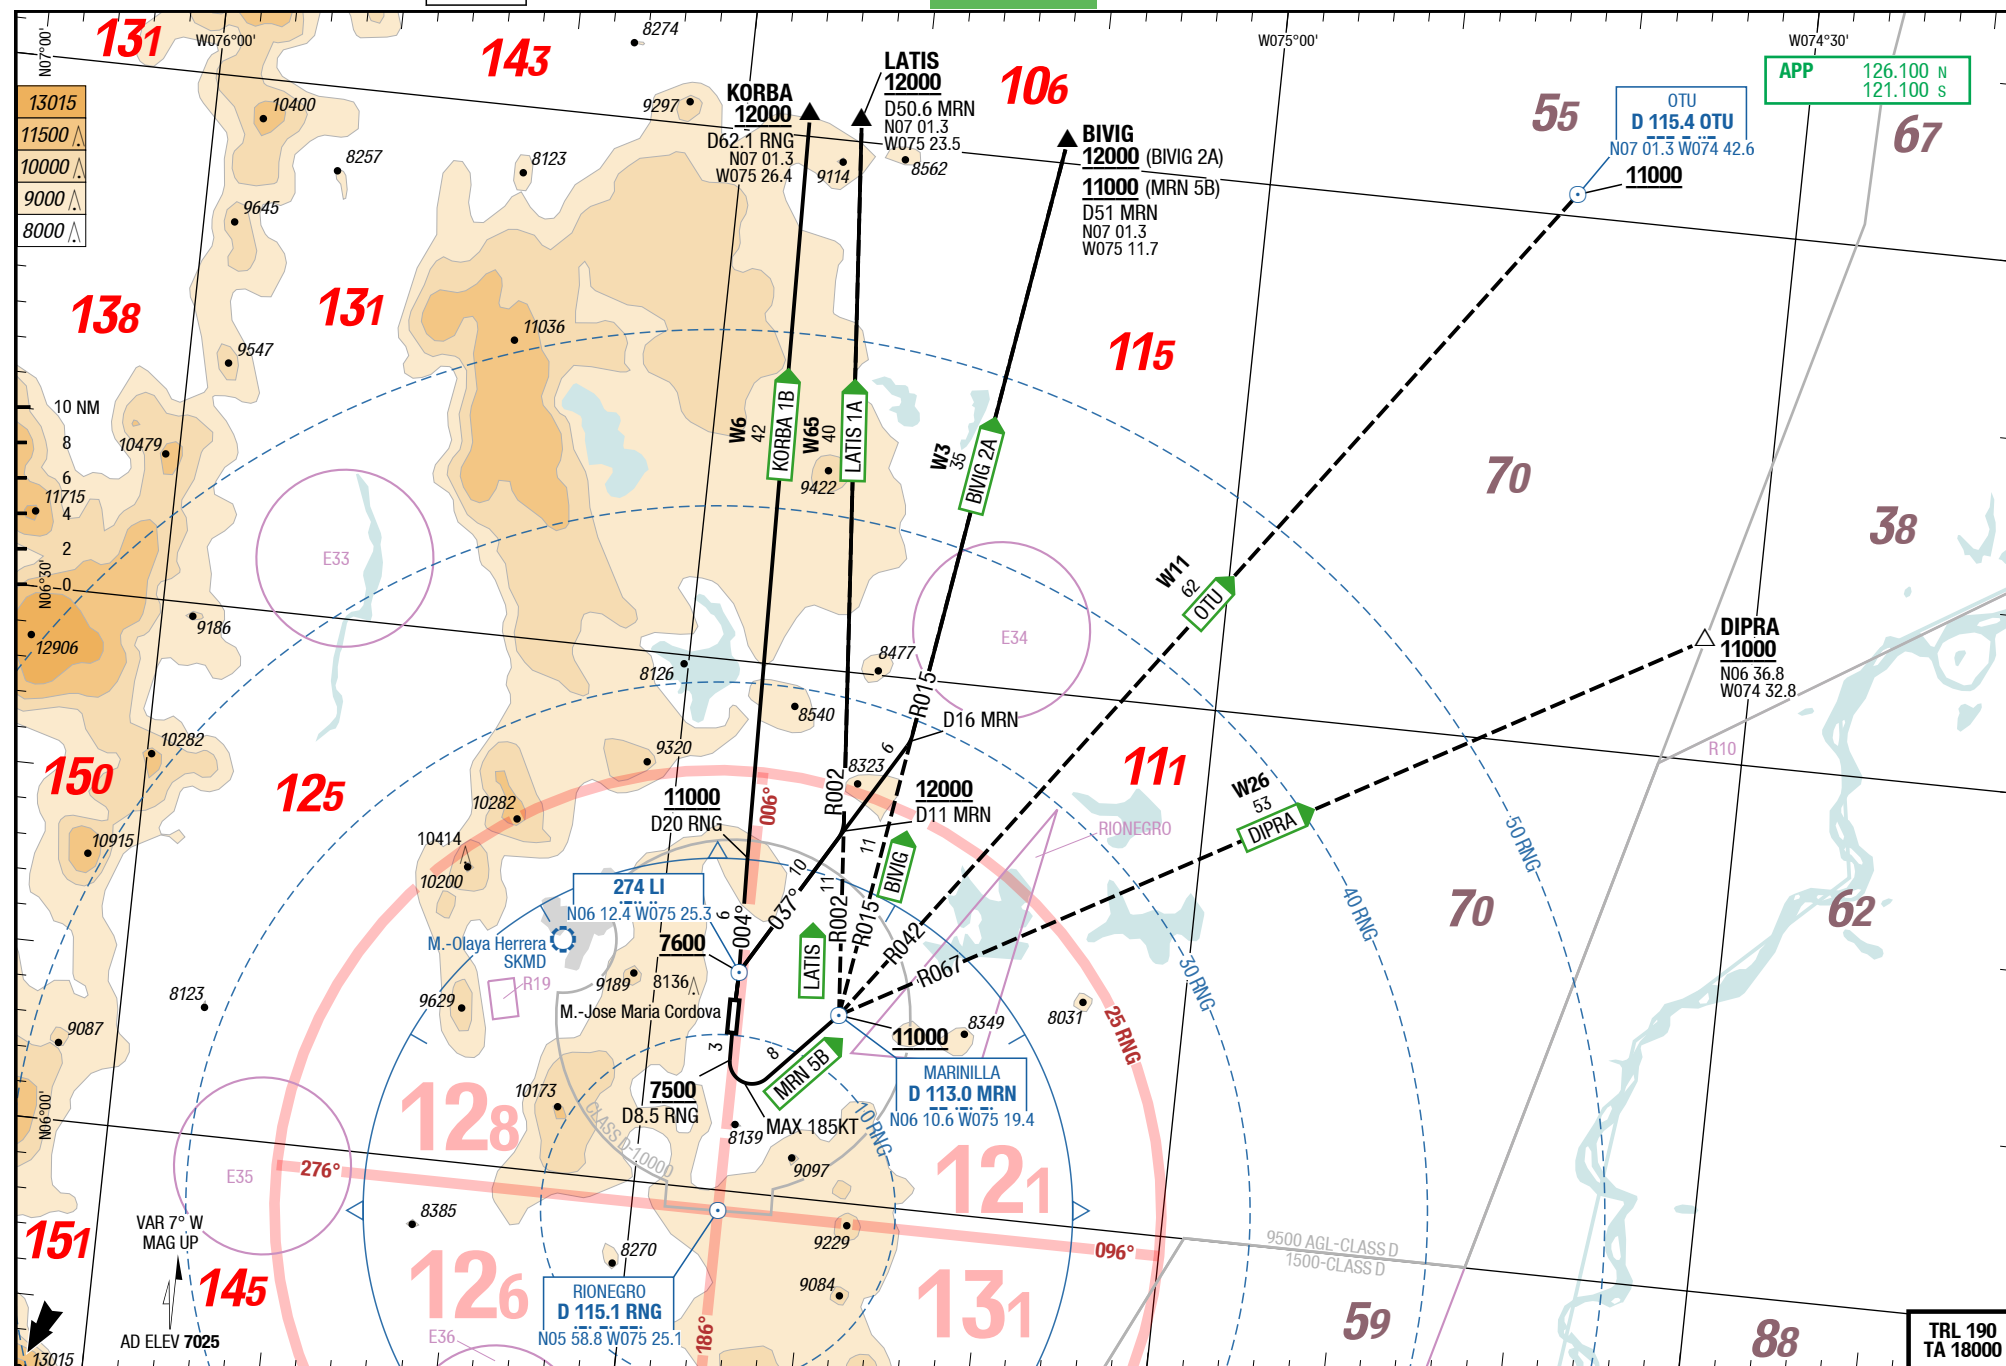 131
W076°00'
143
8274
LATIS
12000
D50.6 MRN
N07 01.3
W075 23.5
KORBA
12000
D62.1 RNG
N07 01.3
W075 26.4
106
W075°00'
W074°30'
APP 126.100 N
121.100 S
N07°00'
13015
11500
10000
9000
8000
10400
9297
9114
8562
BIVIG
12000 (BIVIG 2A)
11000 (MRN 5B)
D51 MRN
N07 01.3
W075 11.7
55
OTU
D 115.4 OTU
N07 01.3 W074 42.6
11000
67
8257
8123
9645
138
131
11036
9547
115
10 NM
8
6
4
2
0
10479
11715
W6
42
KORBA 1B
W65
40
LATIS 1A
9422
W3
35
BIVIG 2A
70
38
E33
N06°30'
12906
9186
E34
W11
62
OTU
8126
8477
8540
R015
D16 MRN
DIPRA
11000
N06 36.8
W074 32.8
R10
10282
9320
150
125
6
8323
R002
111
10282
11000
D20 RNG
006°
12000
D11 MRN
W26
53
DIPRA
RIONEGRO
50 RNG
10915
10414
10200
10
11
11
BIVIG
274 LI
N06 12.4 W075 25.3
6
004°
037°
R002
R015
R042
R067
40 RNG
70
62
M.-Olaya Herrera
SKMD
7600
LATIS
R19
9189
8136
30 RNG
8123
9629
M.-Jose Maria Cordova
9087
11000
8349
8031
25 RNG
3
8
MRN 5B
MARINILLA
D 113.0 MRN
N06 10.6 W075 19.4
7500
D8.5 RNG
MAX 185KT
8139
N06°00'
128
10173
CLASS D-10000
10 RNG
9097
121
E35
276°
8385
VAR 7° W
MAG UP
151
145
AD ELEV 7025
13015
126
8270
9229
9084
096°
131
9500 AGL-CLASS D
1500-CLASS D
RIONEGRO
D 115.1 RNG
N05 58.8 W075 25.1
E36
186°
59
88
TRL 190
TA 18000